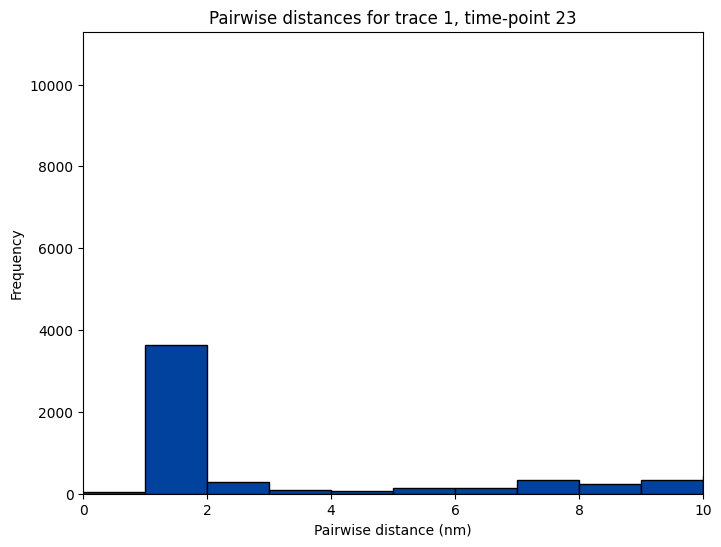 Pairwise distances for trace 1, time-point 23
10000
8000
6000
4000
2000
0
Frequency
0 2 4 6 8 10
Pairwise distance (nm)